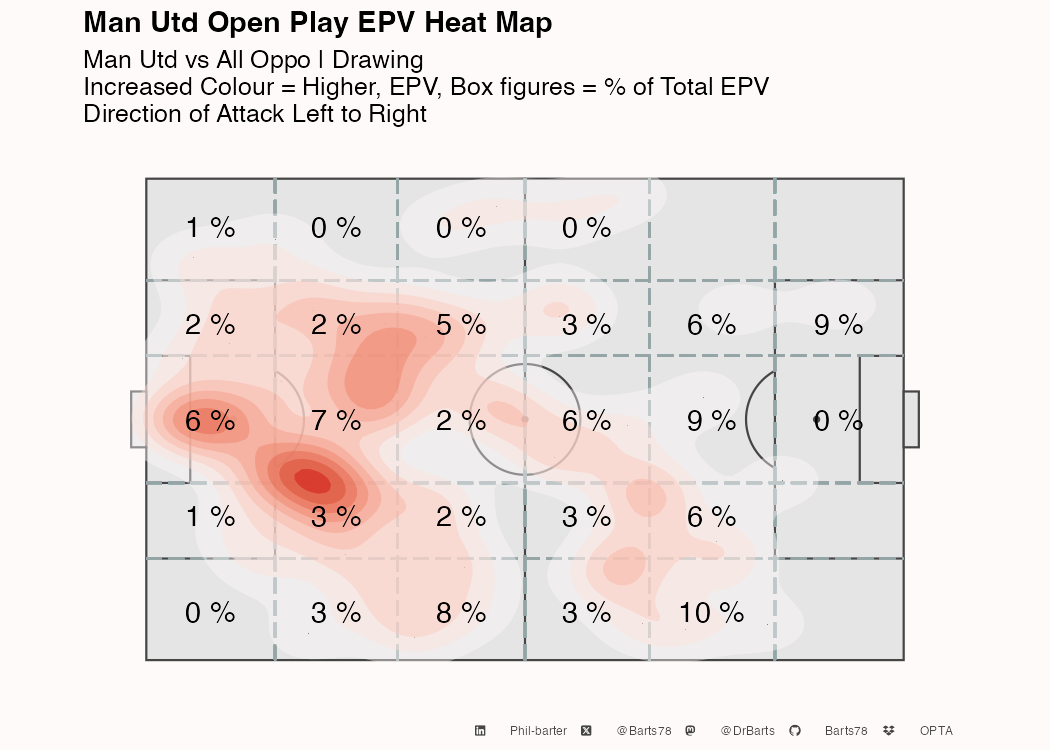 Man Utd Open Play EPV Heat Map
Man Utd vs All Oppo | Drawing
Increased Colour = Higher, EPV, Box figures = % of Total EPV
Direction of Attack Left to Right
1 % 0 % 0 % 0 %
2 % 2 % 5 % 3 % 6 % 9 %
6 % 7 % 2 % 6 % 9 % 0 %
1 % 3 % 2 % 3 % 6 %
0 % 3 % 8 % 3 % 10 %
Phil-barter @Barts78 @DrBarts Barts78 OPTA